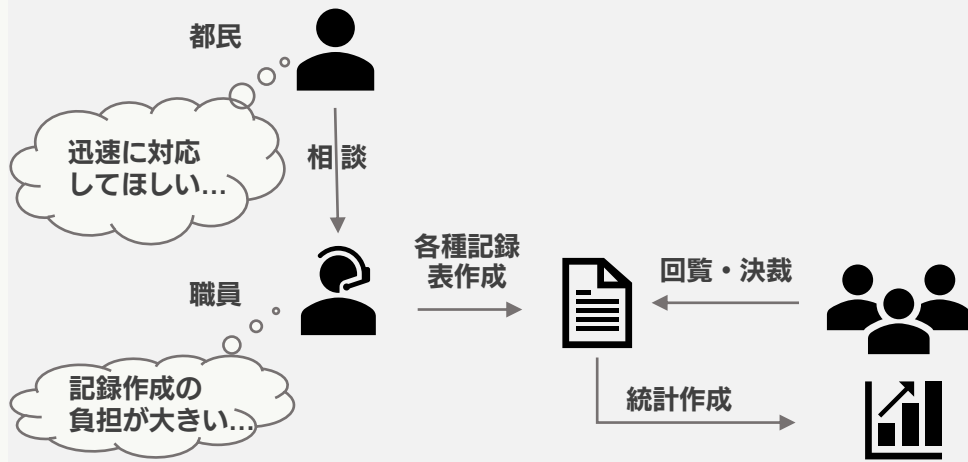 都民
迅速に対応
してほしい...
相談
各種記録
表作成
回覧・決裁
職員
記録作成の
負担が大きい...
統計作成